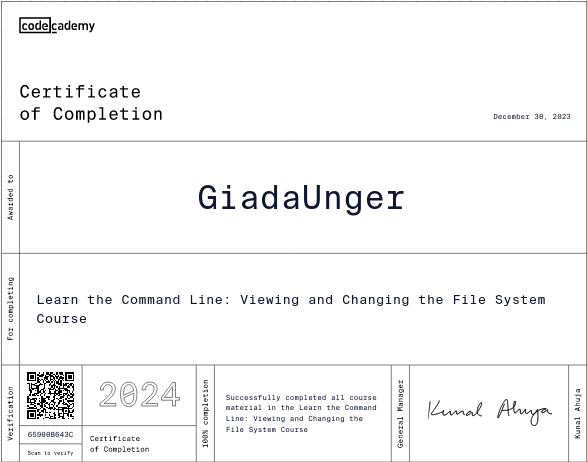 codecademy
Certificate
of Completion
December 30, 2023
Awarded to
GiadaUnger
For completing
Learn the Command Line: Viewing and Changing the File System
Course
Verification
65900B643C
Scan to verify
2024
Certificate
of Completion
100% completion
Successfully completed all course
material in the Learn the Command
Line: Viewing and Changing the
File System Course
General Manager
Kunal Ahuja
Kunal Ahuja